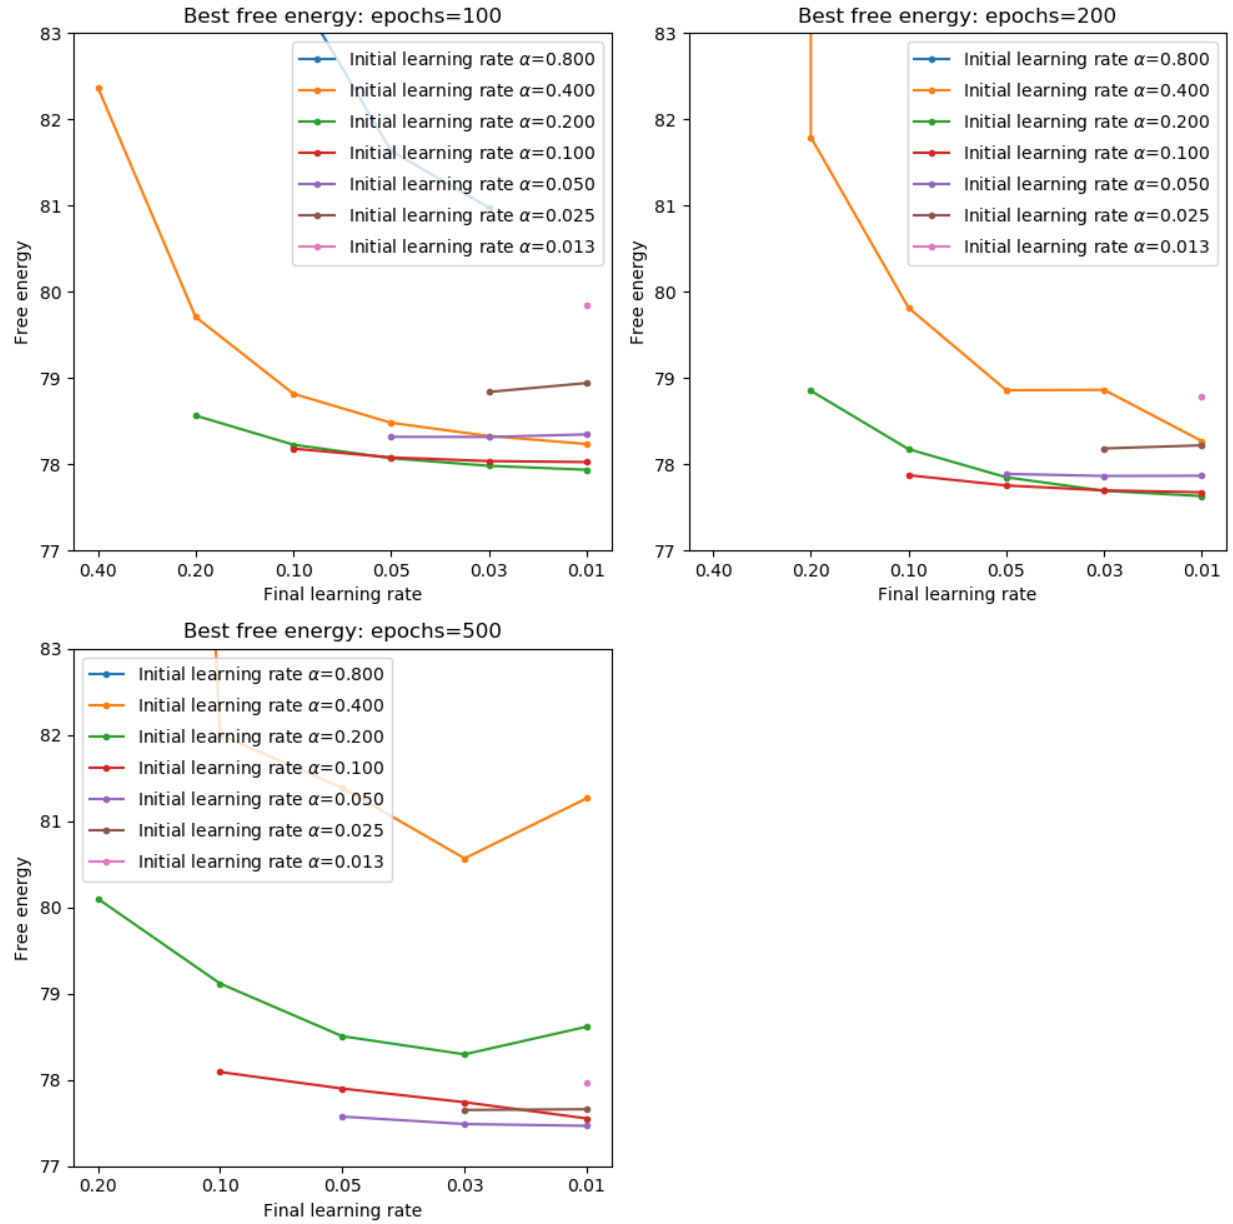 Best free energy: epochs=100
83
82
81
80
79
78
77
Free energy
Initial learning rate α=0.800
Initial learning rate α=0.400
Initial learning rate α=0.200
Initial learning rate α=0.100
Initial learning rate α=0.050
Initial learning rate α=0.025
Initial learning rate α=0.013
0.40 0.20 0.10 0.05 0.03 0.01
Final learning rate
Best free energy: epochs=200
83
82
81
80
79
78
77
Free energy
Initial learning rate α=0.800
Initial learning rate α=0.400
Initial learning rate α=0.200
Initial learning rate α=0.100
Initial learning rate α=0.050
Initial learning rate α=0.025
Initial learning rate α=0.013
0.40 0.20 0.10 0.05 0.03 0.01
Final learning rate
Best free energy: epochs=500
83
82
81
80
79
78
77
Free energy
Initial learning rate α=0.800
Initial learning rate α=0.400
Initial learning rate α=0.200
Initial learning rate α=0.100
Initial learning rate α=0.050
Initial learning rate α=0.025
Initial learning rate α=0.013
0.20 0.10 0.05 0.03 0.01
Final learning rate